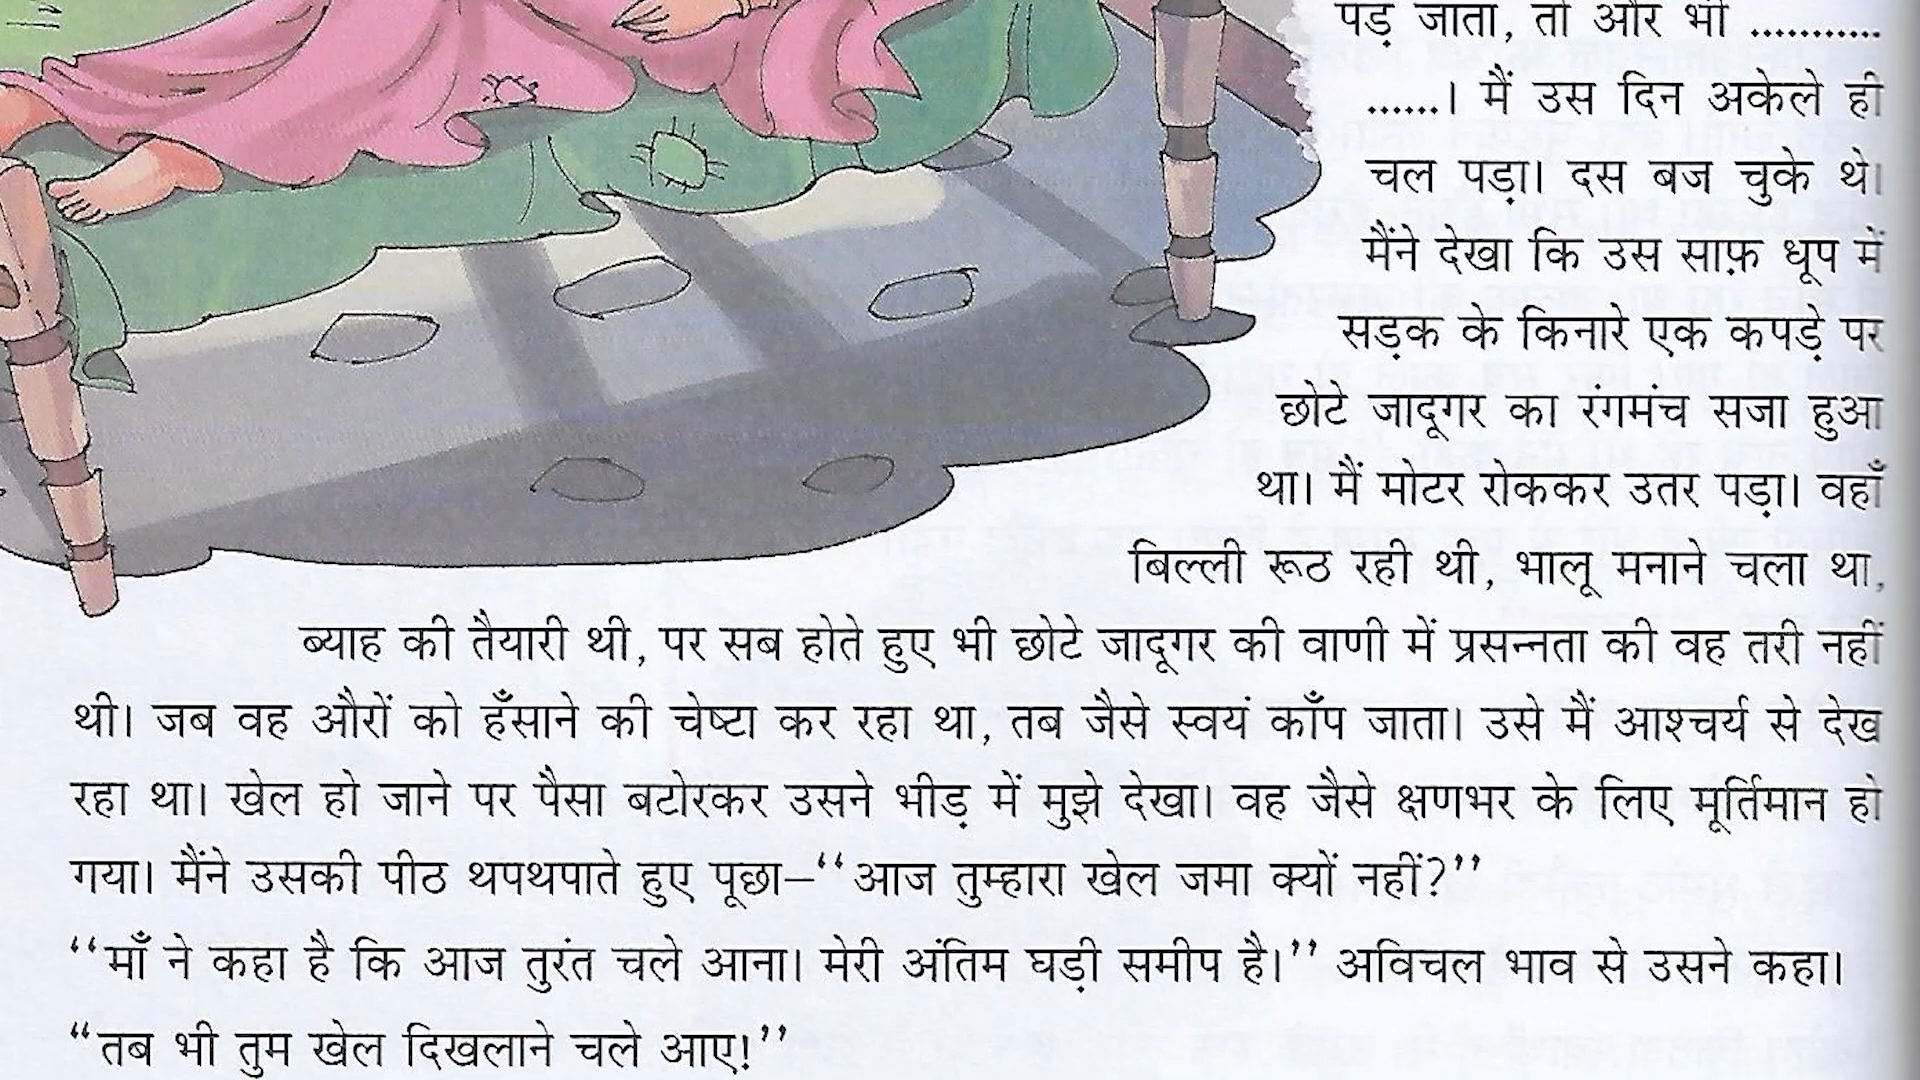 पड़ जाता, तो और भी ............
.......। मैं उस दिन अकेले ही
चल पड़ा। दस बज चुके थे।
मैंने देखा कि उस साफ़ धूप में
सड़क के किनारे एक कपड़े पर
छोटे जादूगर का रंगमंच सजा हुआ
था। मैं मोटर रोककर उतर पड़ा। वहाँ
बिल्ली रूठ रही थी, भालू मनाने चला था,
ब्याह की तैयारी थी, पर सब होते हुए भी छोटे जादूगर की वाणी में प्रसन्नता की वह तरी नहीं
थी। जब वह औरों को हँसाने की चेष्टा कर रहा था, तब जैसे स्वयं काँप जाता। उसे मैं आश्चर्य से देख
रहा था। खेल हो जाने पर पैसा बटोरकर उसने भीड़ में मुझे देखा। वह जैसे क्षणभर के लिए मूर्तिमान हो
गया। मैंने उसकी पीठ थपथपाते हुए पूछा–‘‘आज तुम्हारा खेल जमा क्यों नहीं?’’
‘‘माँ ने कहा है कि आज तुरंत चले आना। मेरी अंतिम घड़ी समीप है।’’ अविचल भाव से उसने कहा।
“तब भी तुम खेल दिखलाने चले आए!’’